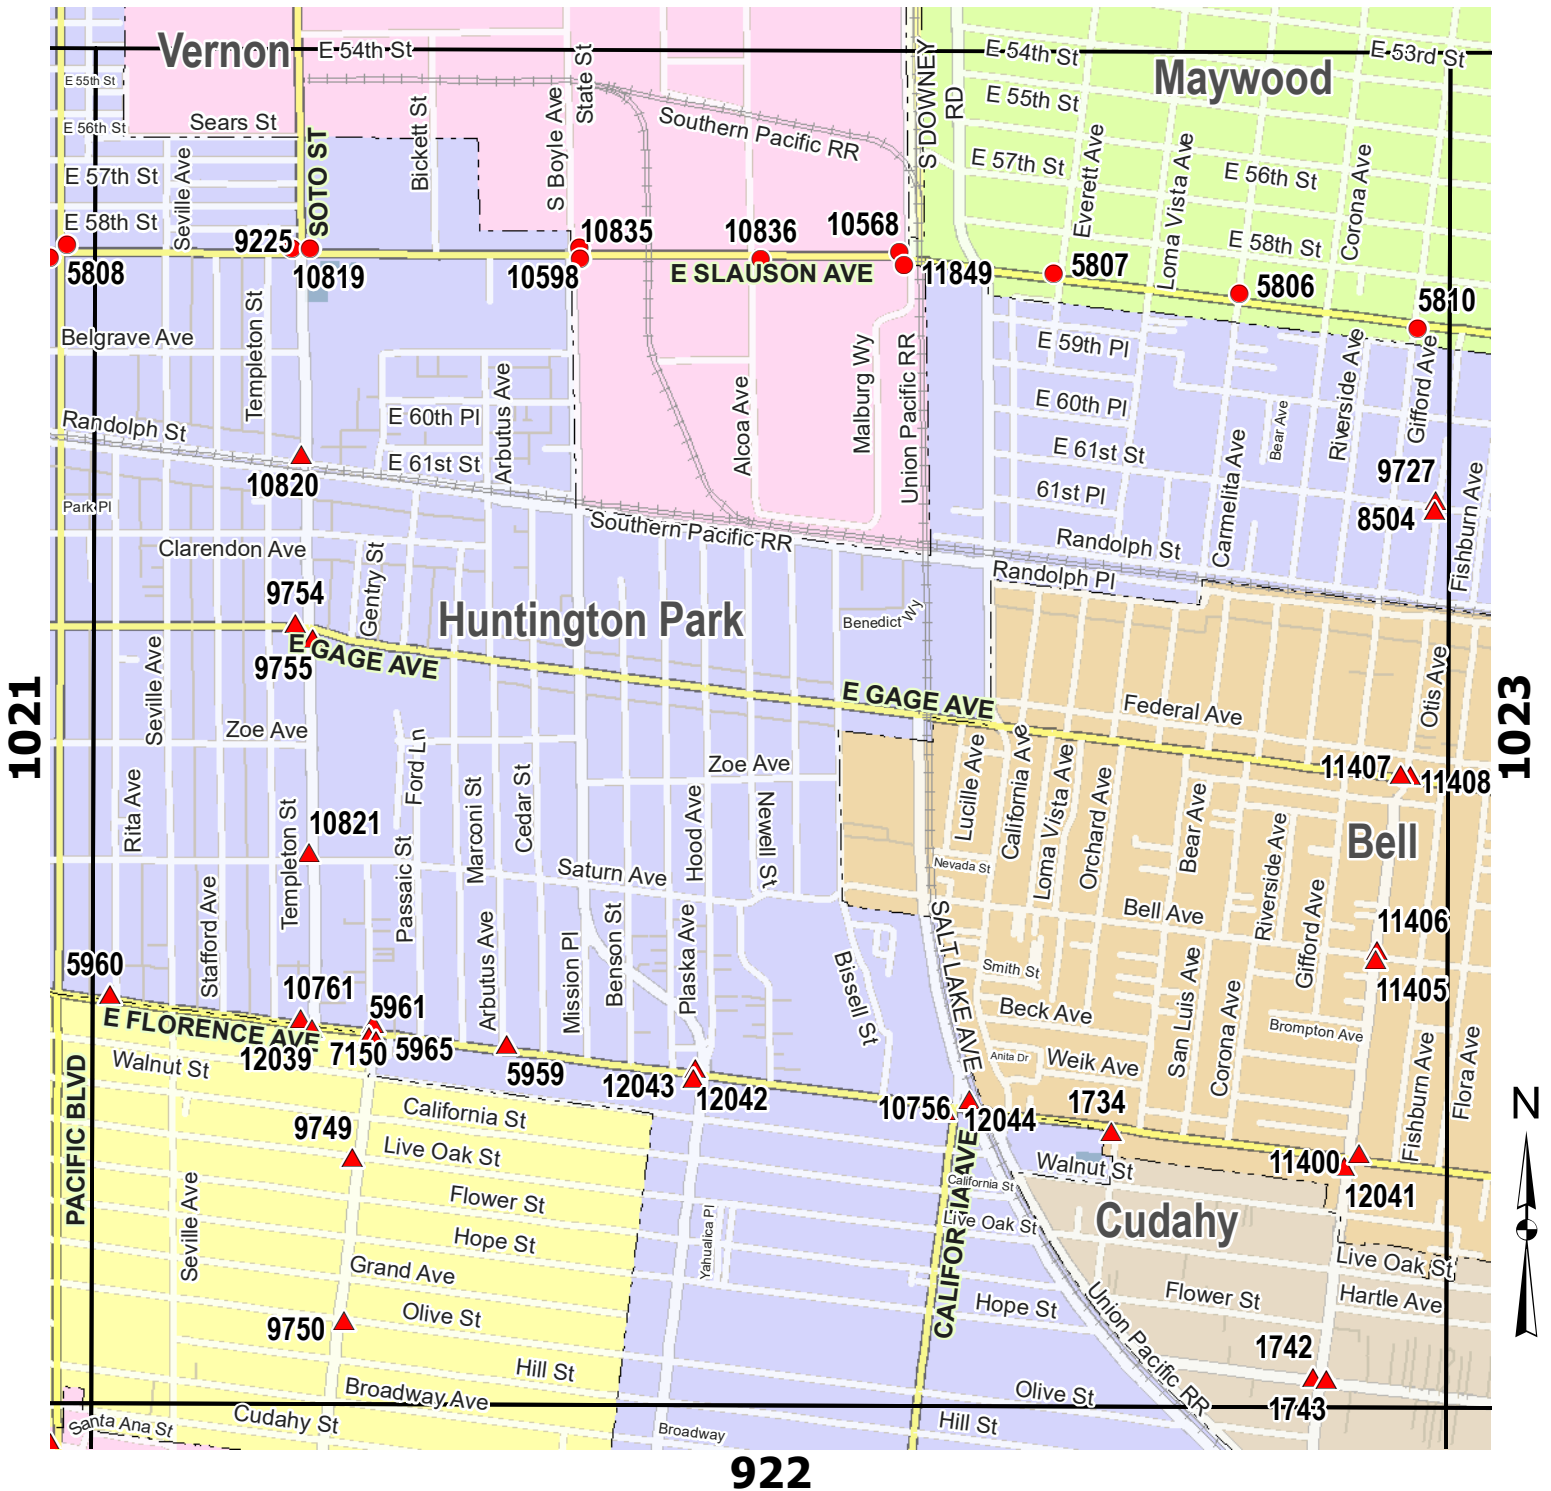 Vernon
E 54th St
State St
S DOWNEY RD
E 54th St
E 53rd St
Maywood
E 55th St
Bickett St
S Boyle Ave
E 55th St
E 56th St
Sears St
Southern Pacific RR
E 57th St
Everett Ave
Loma Vista Ave
E 56th St
Corona Ave
E 57th St
Seville Ave
SOTO ST
E 58th St
E 58th St
9225
10835
10836
10568
5808
10819
10598
E SLAUSON AVE
11849
5807
5806
5810
Belgrave Ave
Templeton St
Arbutus Ave
Alcoa Ave
Malburg Wy
Union Pacific RR
E 59th Pl
Riverside Ave
Gifford Ave
Randolph St
E 60th Pl
E 60th Pl
Bear Ave
E 61st St
E 61st St
Carmelita Ave
10820
61st Pl
9727
8504
Fishburn Ave
Park Pl
Southern Pacific RR
Clarendon Ave
Gentry St
Randolph St
Randolph Pl
9754
Huntington Park
Benedict Wy
9755
E GAGE AVE
E GAGE AVE
Seville Ave
Otis Ave
Federal Ave
1021
1023
Zoe Ave
Ford Ln
Zoe Ave
Lucille Ave
California Ave
Loma Vista Ave
Orchard Ave
11407
11408
Rita Ave
Marconi St
Cedar St
Hood Ave
Newell St
Bear Ave
Bell
10821
Templeton St
Passaic St
Saturn Ave
Nevada St
Riverside Ave
Gifford Ave
Stafford Ave
Arbutus Ave
Mission Pl
Benson St
Plaska Ave
Bissell St
SALT LAKE AVE
Bell Ave
11406
5960
Smith St
San Luis Ave
Corona Ave
11405
10761
5961
Beck Ave
Brompton Ave
E FLORENCE AVE
12039
7150
5965
5959
12043
12042
Anita Dr
Weik Ave
Fishburn Ave
Flora Ave
Walnut St
PACIFIC BLVD
California St
10756
12044
1734
N
9749
Live Oak St
Walnut St
11400
12041
Flower St
California St
CALIFORNIA AVE
Live Oak St
Cudahy
Seville Ave
Hope St
Yahualica Pl
Live Oak St
Grand Ave
Union Pacific RR
Flower St
Hartle Ave
9750
Olive St
Hope St
1742
Hill St
Broadway Ave
Olive St
1743
Santa Ana St
Cudahy St
Broadway
Hill St
922